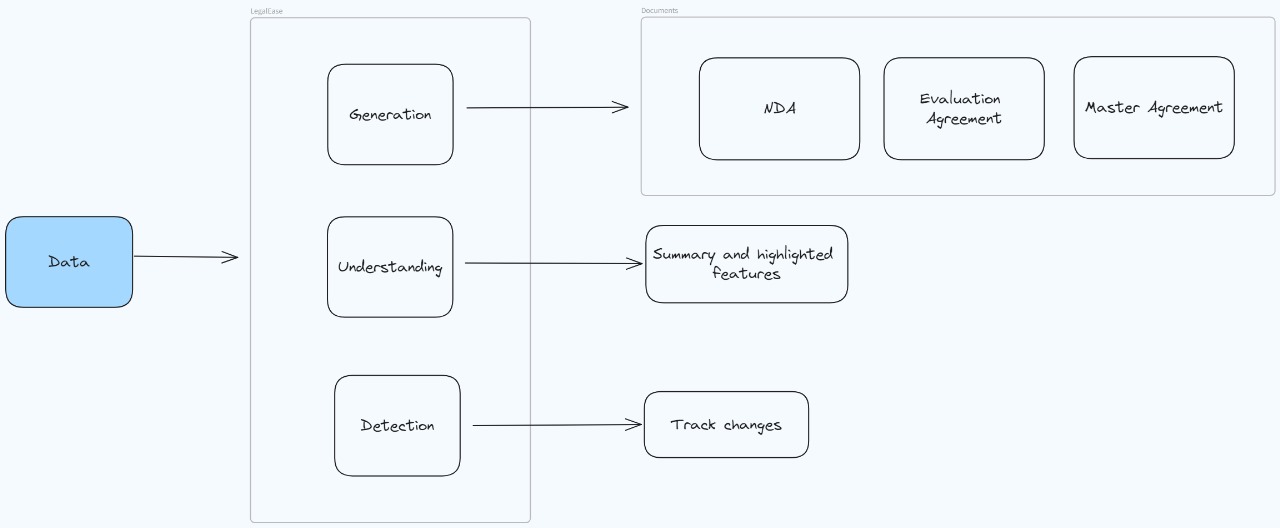 LegalEase
Documents
Generation
NDA
Evaluation
Agreement
Master Agreement
Data
Understanding
Summary and highlighted
features
Detection
Track changes